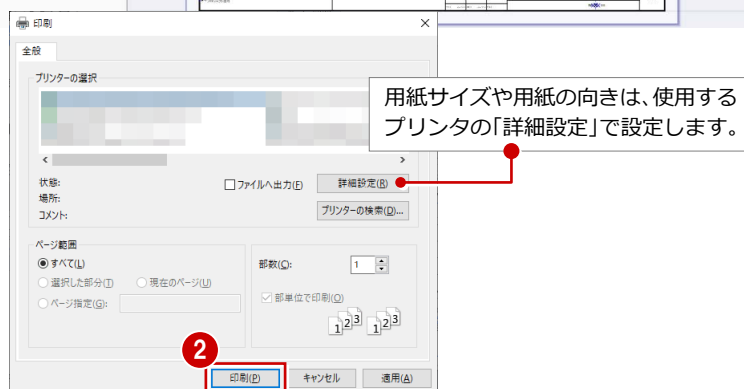 印刷
全般
プリンターの選択
用紙サイズや用紙の向きは、使用する
プリンタの「詳細設定」で設定します。
状態:
場所:
コメント:
ファイルへ出力(F)
詳細設定(R)
プリンターの検索(D)...
ページ範囲
すべて(L)
選択した部分(T)
現在のページ(U)
ページ指定(G):
部数(C):
1
部単位で印刷(O)
1 2 3 1 2 3
2
印刷(P)
キャンセル
適用(A)